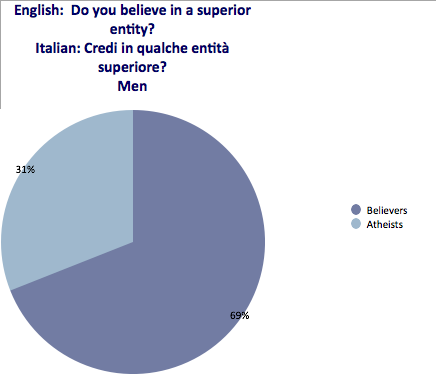 English:  Do you believe in a superior
entity?
Italian: Credi in qualche entità
superiore?
Men
31%
Believers
Atheists
69%